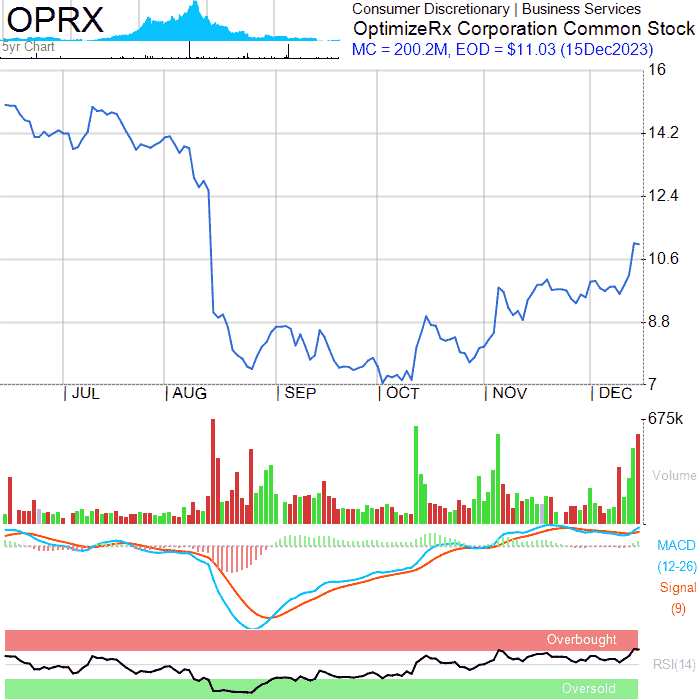 OPRX
5yr Chart
Consumer Discretionary | Business Services
OptimizeRx Corporation Common Stock
MC = 200.2M, EOD = $11.03 (15Dec2023)
16
14.2
12.4
10.6
8.8
7
JUL
AUG
SEP
OCT
NOV
DEC
675k
Volume
MACD
(12-26)
Signal
(9)
Overbought
RSI(14)
Oversold